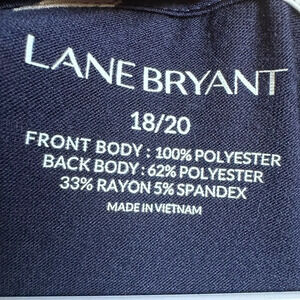 LANE BRYANT
18/20
FRONT BODY : 100% POLYESTER
BACK BODY : 62% POLYESTER
33% RAYON 5% SPANDEX
MADE IN VIETNAM